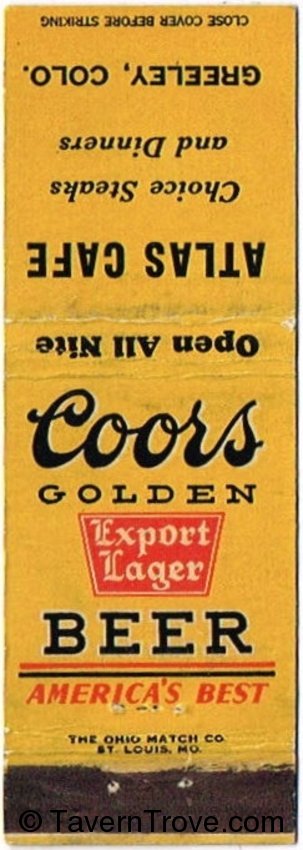 CLOSE COVER BEFORE STRIKING
GREELEY, COLO.
and Dinners
Choice Steaks
ATLAS CAFE
Open All Nite
Coors
GOLDEN
Export
Lager
BEER
AMERICA'S BEST
THE OHIO MATCH CO.
ST. LOUIS, MO.
© TavernTrove.com